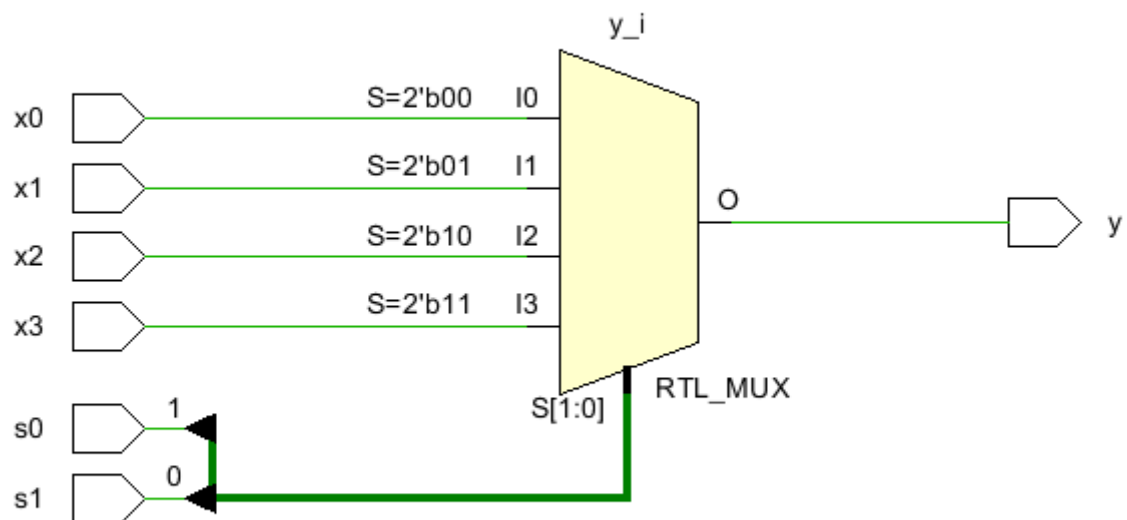 y_i
x0 S=2'b00 I0
x1 S=2'b01 I1
O
x2 S=2'b10 I2
y
x3 S=2'b11 I3
RTL_MUX
s0 1 S[1:0]
s1 0